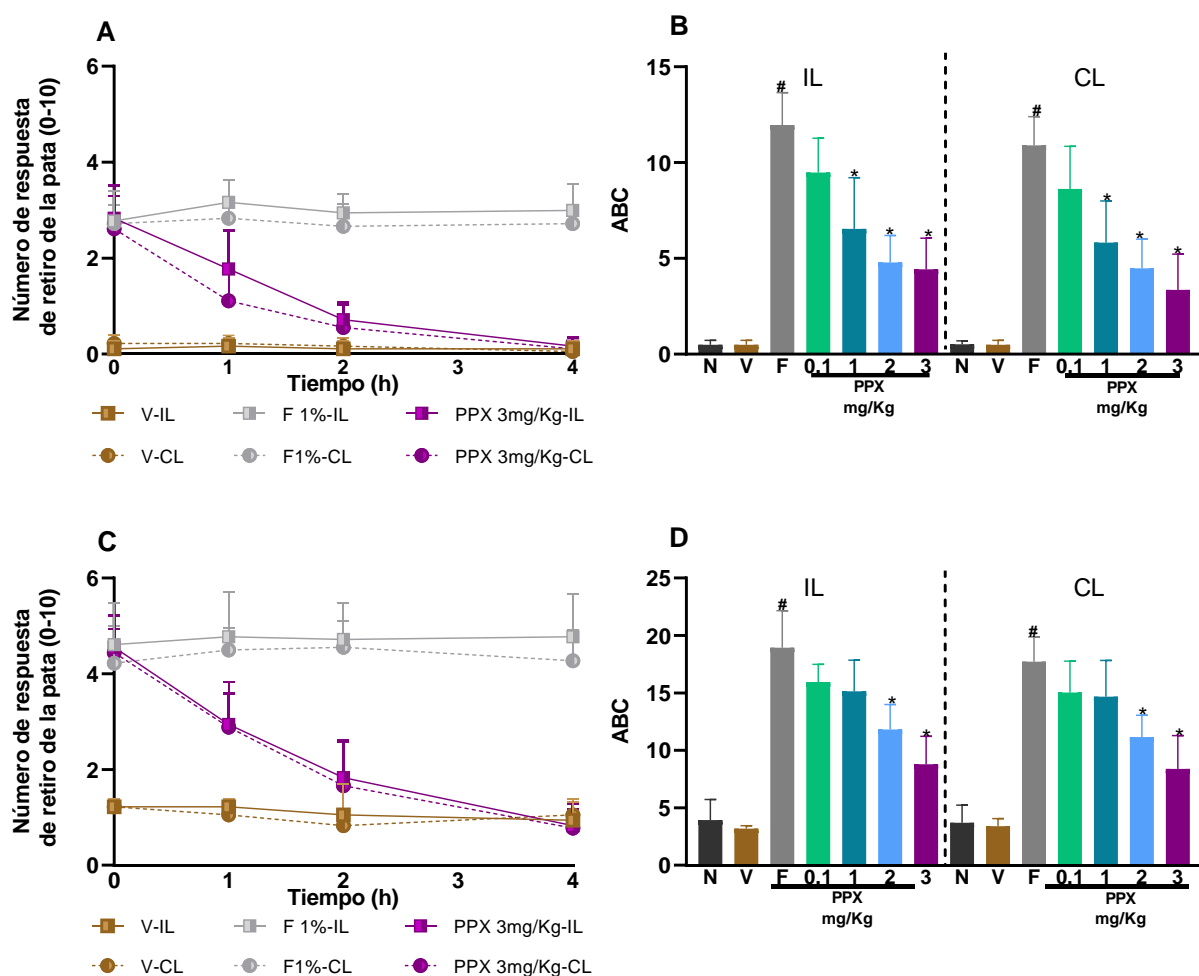 A
Número de respuesta
de retiro de la pata (0-10)
6
4
2
0
0 1 2 3 4
Tiempo (h)
V-IL F 1%-IL PPX 3mg/Kg-IL
V-CL F1%-CL PPX 3mg/Kg-CL
B
IL CL
ABC
15
10
5
0
# * * * # * * *
N V F 0.1 1 2 3 N V F 0.1 1 2 3
PPX PPX
mg/Kg mg/Kg
C
Número de respuesta
de retiro de la pata (0-10)
6
4
2
0
0 1 2 3 4
Tiempo (h)
V-IL F 1%-IL PPX 3mg/Kg-IL
V-CL F1%-CL PPX 3mg/Kg-CL
D
IL CL
ABC
25
20
15
10
5
0
# * * # * *
N V F 0.1 1 2 3 N V F 0.1 1 2 3
PPX PPX
mg/Kg mg/Kg